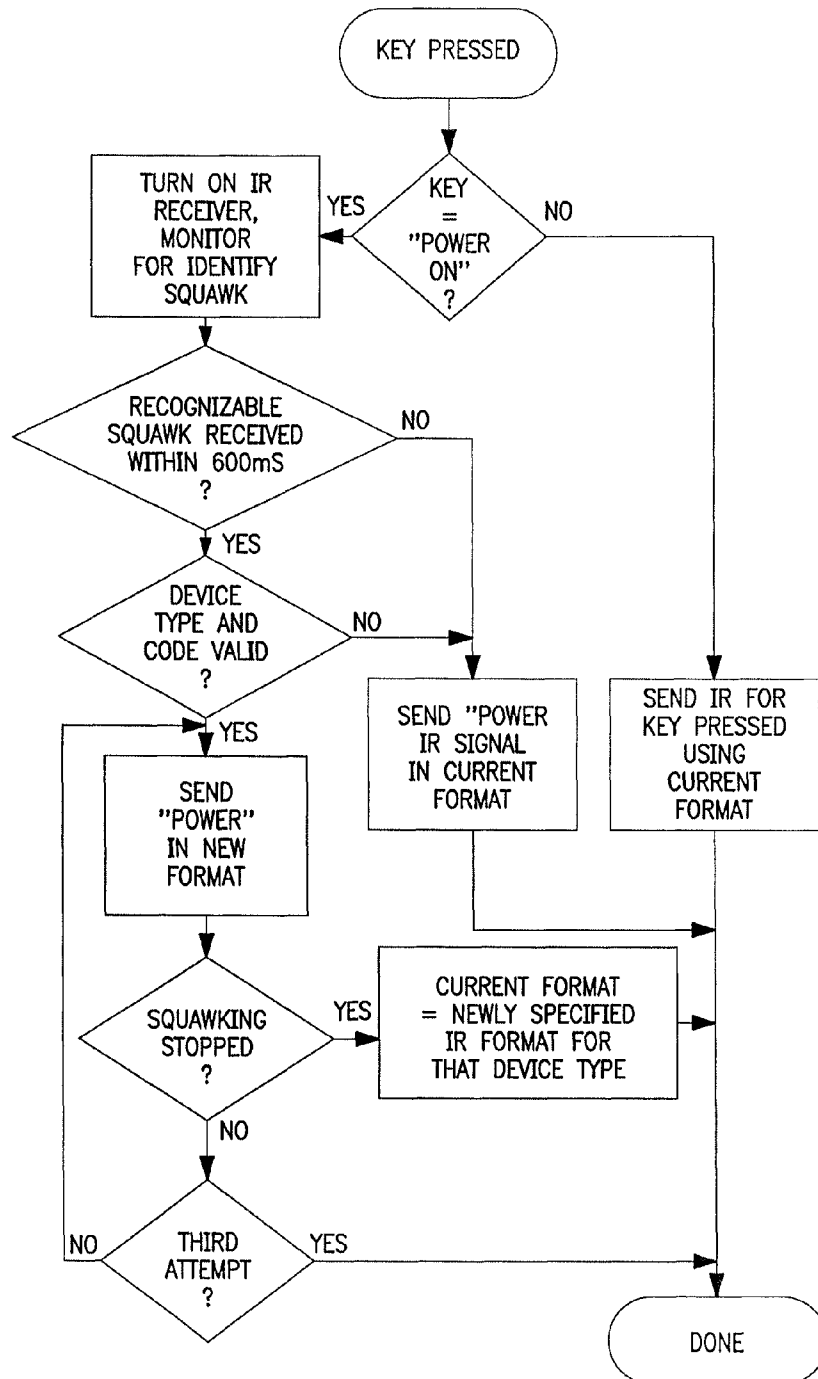 KEY PRESSED
KEY
=
"POWER
ON"
?
YES
NO
TURN ON IR
RECEIVER,
MONITOR
FOR IDENTIFY
SQUAWK
RECOGNIZABLE
SQUAWK RECEIVED
WITHIN 600mS
?
NO
YES
DEVICE
TYPE AND
CODE VALID
?
NO
YES
SEND "POWER
IR SIGNAL
IN CURRENT
FORMAT
SEND IR FOR
KEY PRESSED
USING
CURRENT
FORMAT
SEND
"POWER"
IN NEW
FORMAT
SQUAWKING
STOPPED
?
YES
NO
CURRENT FORMAT
= NEWLY SPECIFIED
IR FORMAT FOR
THAT DEVICE TYPE
THIRD
ATTEMPT
?
NO
YES
DONE